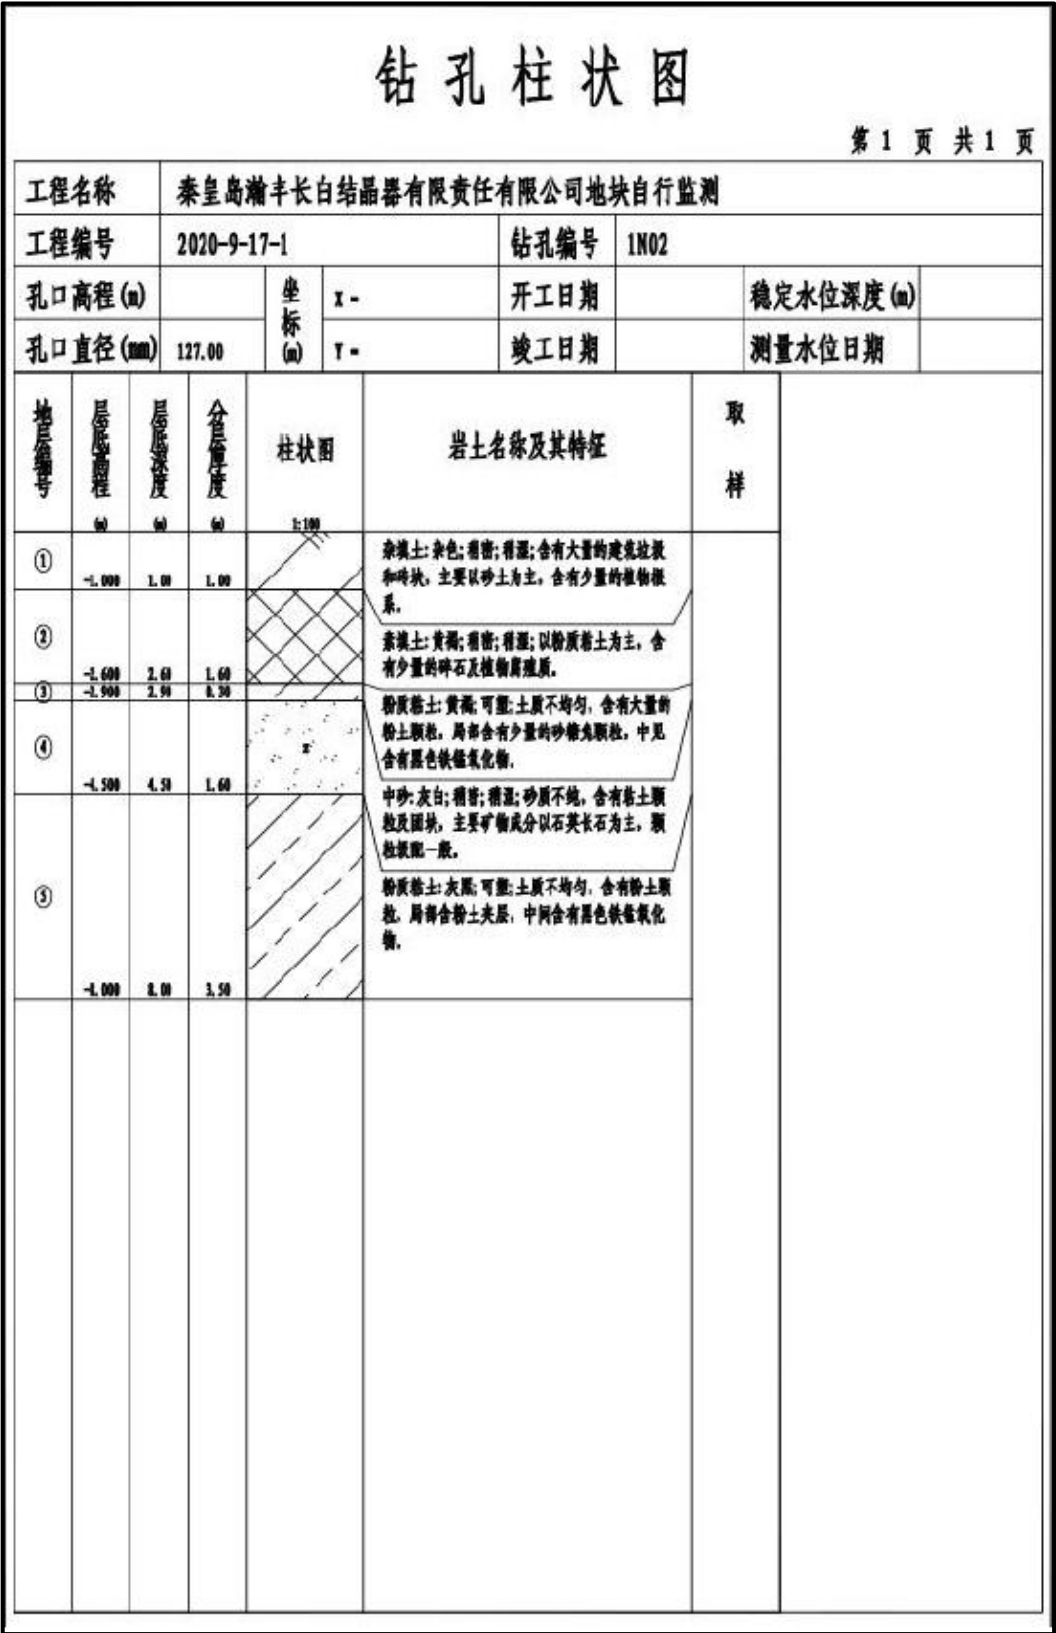 钻孔柱状图
第 1 页 共 1 页
工程名称 秦皇岛瀚丰长白结晶器有限责任有限公司地块自行监测
工程编号 2020-9-17-1 钻孔编号 1N02
孔口高程(m) 坐标(m) X - 开工日期 稳定水位深度(m)
孔口直径(mm) 127.00 Y - 竣工日期 测量水位日期
地层编号 层底高程(m) 层底深度(m) 分层厚度(m) 柱状图 1:100 岩土名称及其特征 取样
① -1.000 1.00 1.00
杂填土:杂色;稍密;稍湿;含有大量的建筑垃圾
和砖块,主要以砂土为主,含有少量的植物根
系。
② -2.600 2.60 1.60
素填土:黄褐;稍密;稍湿;以粉质粘土为主,含
有少量的碎石及植物腐殖质。
③ -2.900 2.90 0.30
粉质粘土:黄褐;可塑;土质不均匀,含有大量的
粉土颗粒,局部含有少量的砂颗粒,中见
含有黑色铁锰氧化物。
④ -4.500 4.50 1.60
中砂:灰白;稍密;稍湿;砂质不纯,含有粘土颗
粒及团块,主要矿物成分以石英长石为主,颗
粒级配一般。
⑤ -8.000 8.00 3.50
粉质粘土:灰黑;可塑;土质不均匀,含有粉土颗
粒,局部含粉土夹层,中间含有黑色铁锰氧化
物。